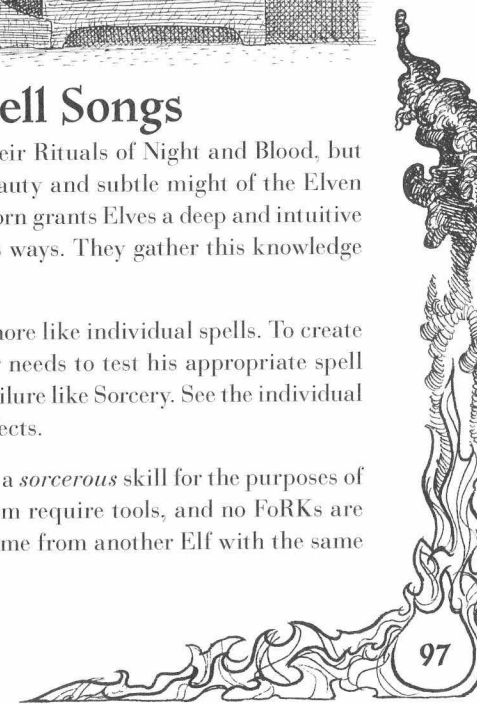 ell Songs
eir Rituals of Night and Blood, but
auty and subtle might of the Elven
orn grants Elves a deep and intuitive
s ways. They gather this knowledge
nore like individual spells. To create
r needs to test his appropriate spell
ailure like Sorcery. See the individual
ects.
a sorcerous skill for the purposes of
m require tools, and no FoRKs are
me from another Elf with the same
97